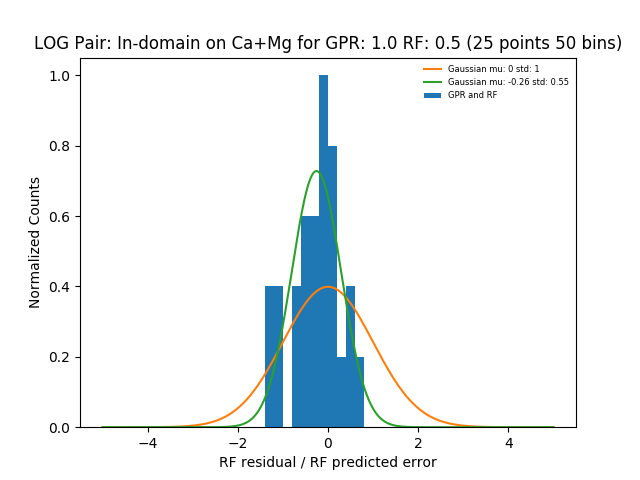 LOG Pair: In-domain on Ca+Mg for GPR: 1.0 RF: 0.5 (25 points 50 bins)
Gaussian mu: 0 std: 1
Gaussian mu: -0.26 std: 0.55
GPR and RF
Normalized Counts
1.0
0.8
0.6
0.4
0.2
0.0
−4 −2 0 2 4
RF residual / RF predicted error